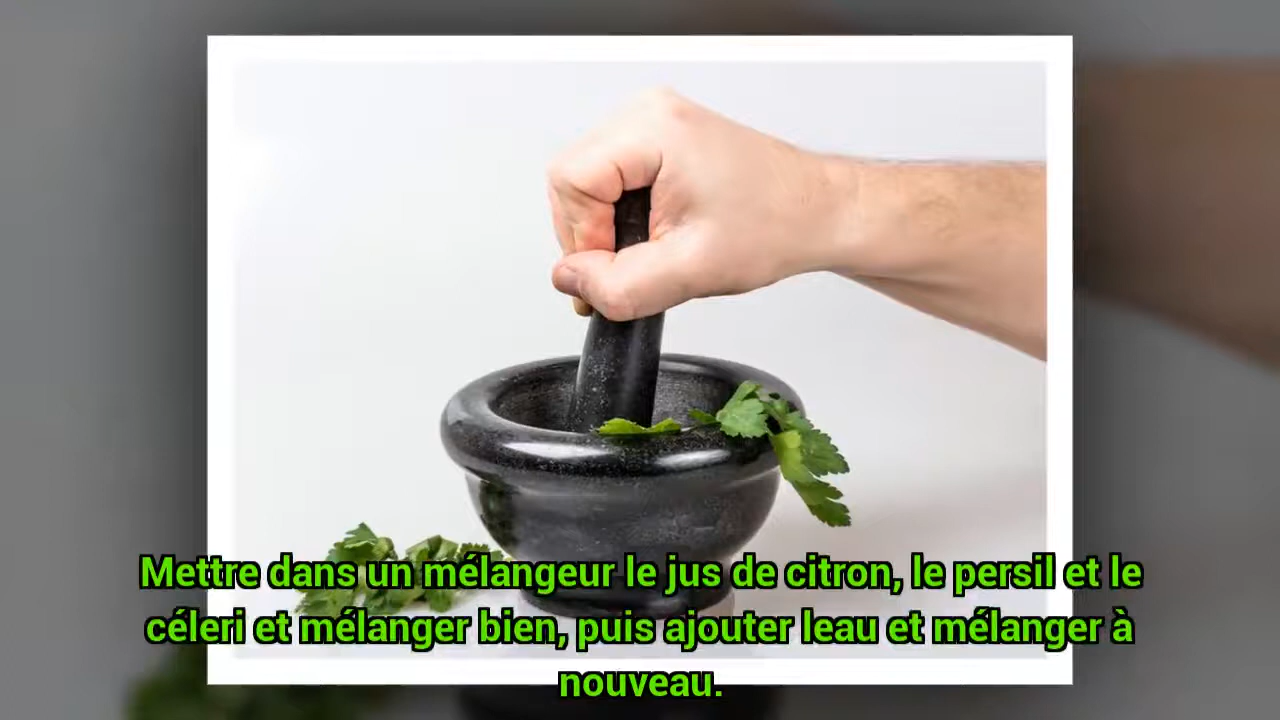 Mettre dans un mélangeur le jus de citron, le persil et le
céleri et mélanger bien, puis ajouter leau et mélanger à
nouveau.